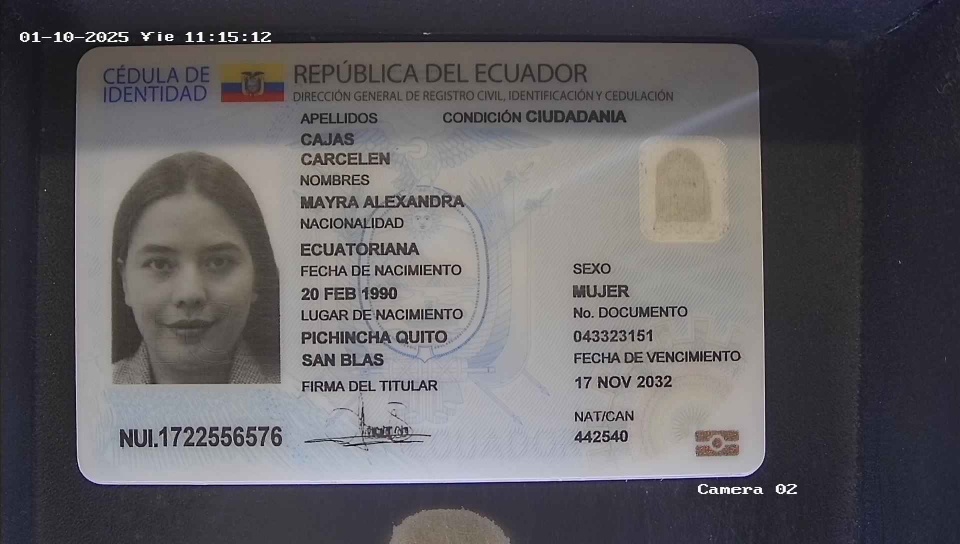 01-10-2025 Vie 11:15:12
CÉDULA DE
IDENTIDAD
REPÚBLICA DEL ECUADOR
DIRECCIÓN GENERAL DE REGISTRO CIVIL, IDENTIFICACIÓN Y CEDULACIÓN
APELLIDOS
CONDICIÓN CIUDADANIA
CAJAS
CARCELEN
NOMBRES
MAYRA ALEXANDRA
NACIONALIDAD
ECUATORIANA
FECHA DE NACIMIENTO
20 FEB 1990
LUGAR DE NACIMIENTO
PICHINCHA QUITO
SAN BLAS
FIRMA DEL TITULAR
SEXO
MUJER
No. DOCUMENTO
043323151
FECHA DE VENCIMIENTO
17 NOV 2032
NAT/CAN
442540
NUI.1722556576
Camera 02